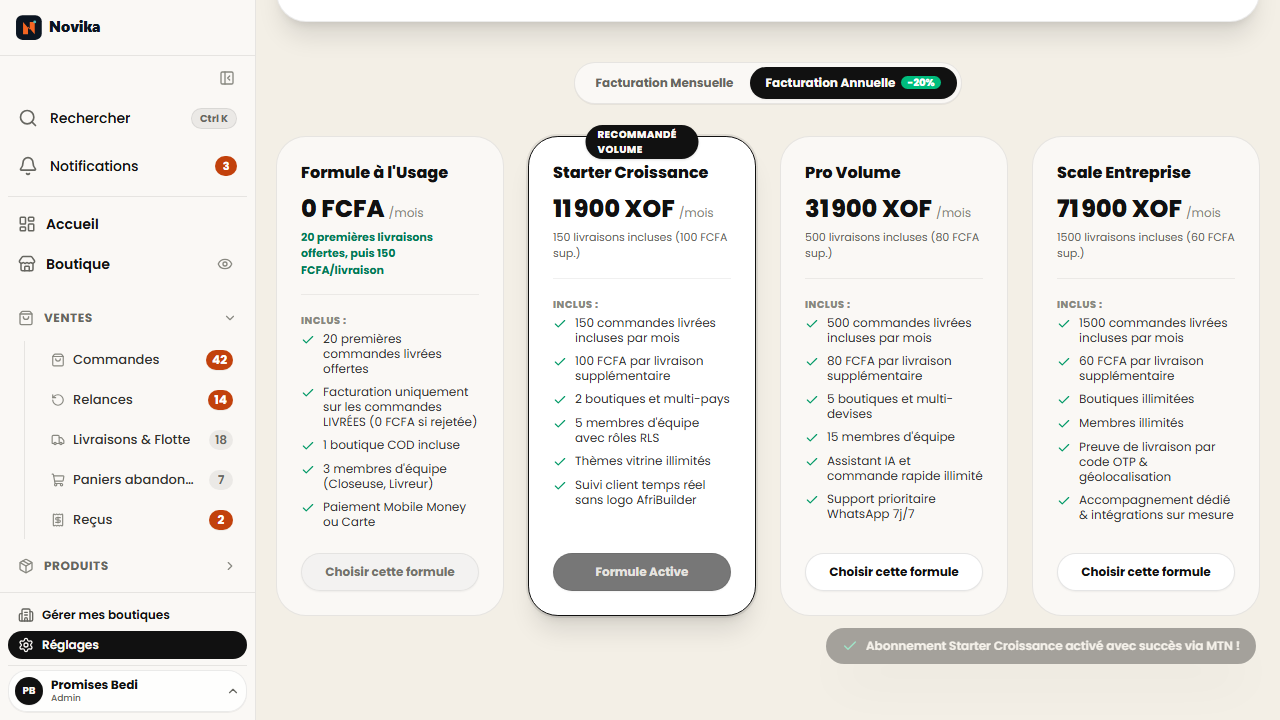 Novika
Rechercher
Ctrl K
Notifications
3
Accueil
Boutique
VENTES
Commandes
42
Relances
14
Livraisons & Flotte
18
Paniers abandon...
7
Reçus
2
PRODUITS
Gérer mes boutiques
Réglages
PB
Promises Bedi
Admin
Facturation Mensuelle
Facturation Annuelle
-20%
Formule à l'Usage
0 FCFA /mois
20 premières livraisons
offertes, puis 150
FCFA/livraison
INCLUS :
20 premières
commandes livrées
offertes
Facturation uniquement
sur les commandes
LIVRÉES (0 FCFA si rejetée)
1 boutique COD incluse
3 membres d'équipe
(Closeuse, Livreur)
Paiement Mobile Money
ou Carte
Choisir cette formule
RECOMMANDÉ
VOLUME
Starter Croissance
11 900 XOF /mois
150 livraisons incluses (100 FCFA
sup.)
INCLUS :
150 commandes livrées
incluses par mois
100 FCFA par livraison
supplémentaire
2 boutiques et multi-pays
5 membres d'équipe
avec rôles RLS
Thèmes vitrine illimités
Suivi client temps réel
sans logo AfriBuilder
Formule Active
Pro Volume
31 900 XOF /mois
500 livraisons incluses (80 FCFA
sup.)
INCLUS :
500 commandes livrées
incluses par mois
80 FCFA par livraison
supplémentaire
5 boutiques et multi-
devises
15 membres d'équipe
Assistant IA et
commande rapide illimité
Support prioritaire
WhatsApp 7j/7
Choisir cette formule
Scale Entreprise
71 900 XOF /mois
1500 livraisons incluses (60 FCFA
sup.)
INCLUS :
1500 commandes livrées
incluses par mois
60 FCFA par livraison
supplémentaire
Boutiques illimitées
Membres illimités
Preuve de livraison par
code OTP &
géolocalisation
Accompagnement dédié
& intégrations sur mesure
Choisir cette formule
Abonnement Starter Croissance activé avec succès via MTN !